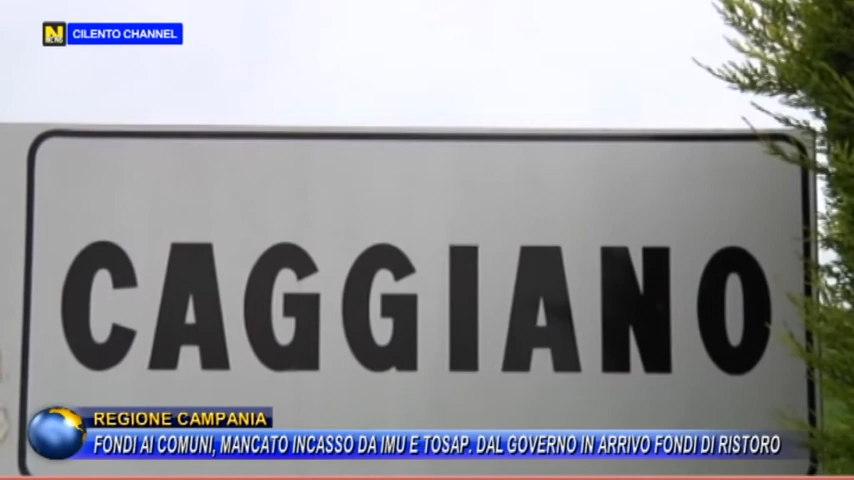 N
NEWS
CILENTO CHANNEL
CAGGIANO
REGIONE CAMPANIA
FONDI AI COMUNI, MANCATO INCASSO DA IMU E TOSAP. DAL GOVERNO IN ARRIVO FONDI DI RISTORO